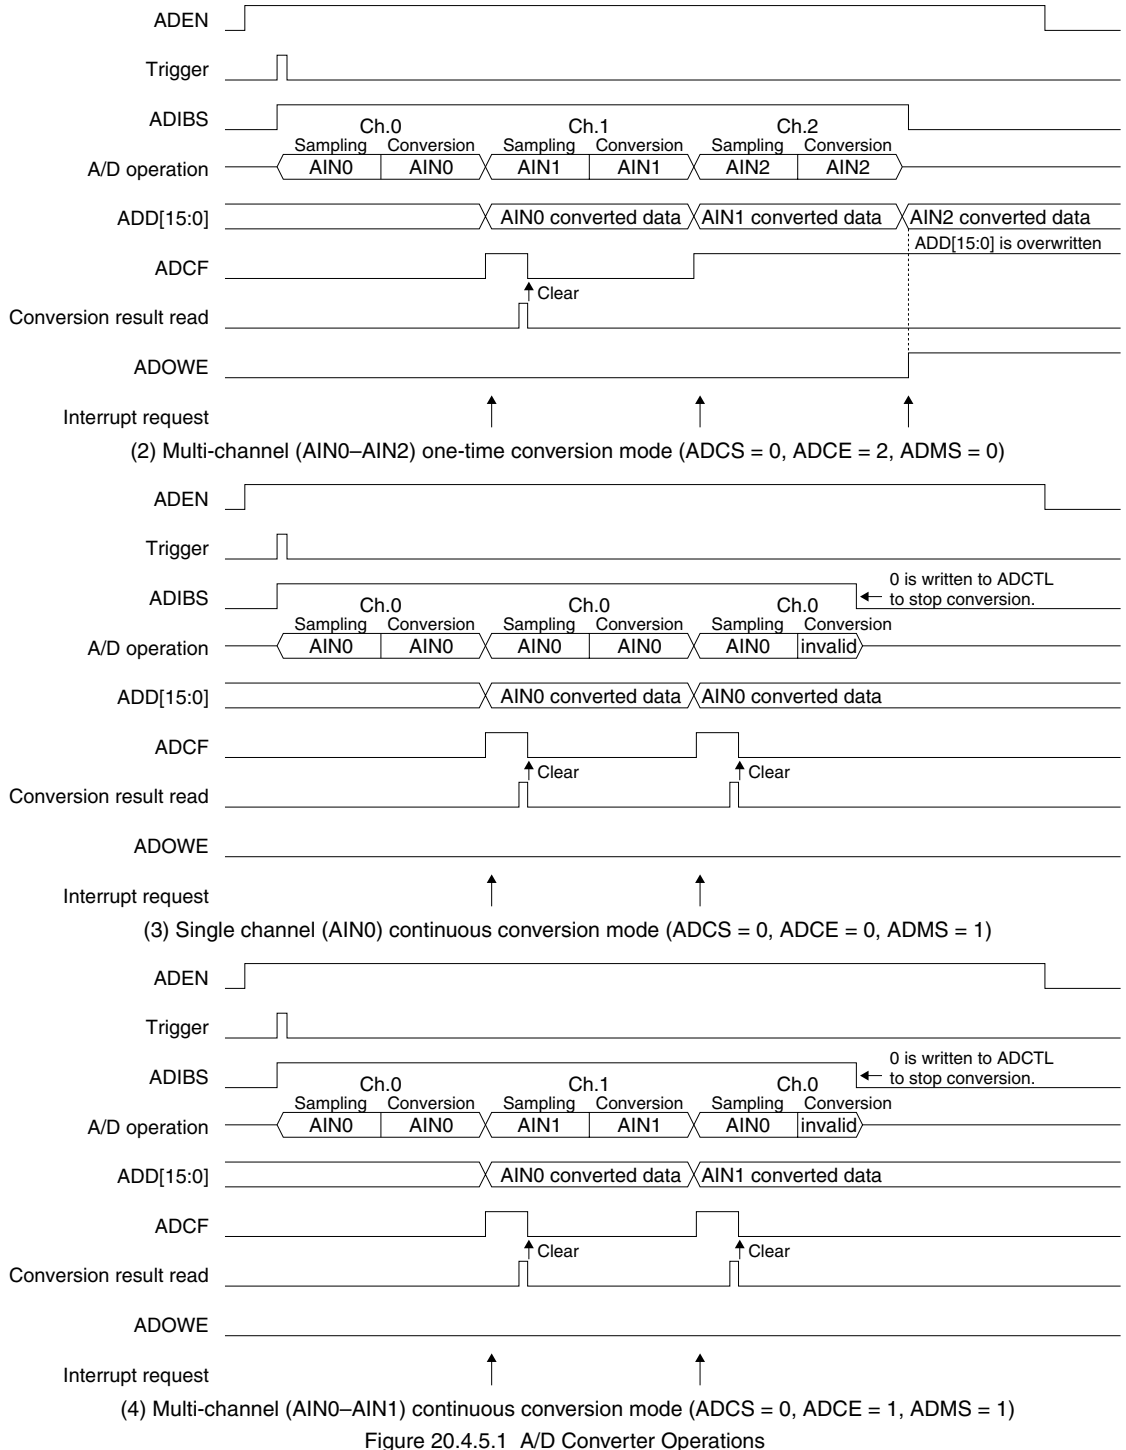 ADEN
Trigger
ADIBS
Ch.0 Ch.1 Ch.2
Sampling Conversion Sampling Conversion Sampling Conversion
A/D operation AIN0 AIN0 AIN1 AIN1 AIN2 AIN2
ADD[15:0] AIN0 converted data AIN1 converted data AIN2 converted data
ADD[15:0] is overwritten
ADCF
Clear
Conversion result read
ADOWE
Interrupt request
(2) Multi-channel (AIN0–AIN2) one-time conversion mode (ADCS = 0, ADCE = 2, ADMS = 0)
ADEN
Trigger
0 is written to ADCTL
ADIBS to stop conversion.
Ch.0 Ch.0 Ch.0
Sampling Conversion Sampling Conversion Sampling Conversion
A/D operation AIN0 AIN0 AIN0 AIN0 AIN0 invalid
ADD[15:0] AIN0 converted data AIN0 converted data
ADCF
Clear Clear
Conversion result read
ADOWE
Interrupt request
(3) Single channel (AIN0) continuous conversion mode (ADCS = 0, ADCE = 0, ADMS = 1)
ADEN
Trigger
0 is written to ADCTL
ADIBS to stop conversion.
Ch.0 Ch.1 Ch.0
Sampling Conversion Sampling Conversion Sampling Conversion
A/D operation AIN0 AIN0 AIN1 AIN1 AIN0 invalid
ADD[15:0] AIN0 converted data AIN1 converted data
ADCF
Clear Clear
Conversion result read
ADOWE
Interrupt request
(4) Multi-channel (AIN0–AIN1) continuous conversion mode (ADCS = 0, ADCE = 1, ADMS = 1)
Figure 20.4.5.1 A/D Converter Operations